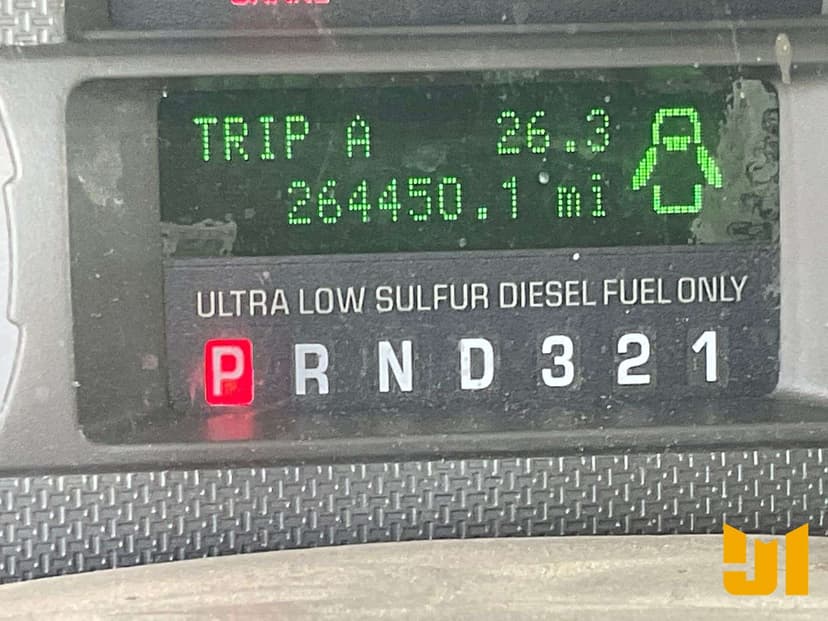 TRIP A 26.3
264450.1 mi
ULTRA LOW SULFUR DIESEL FUEL ONLY
P R N D 3 2 1